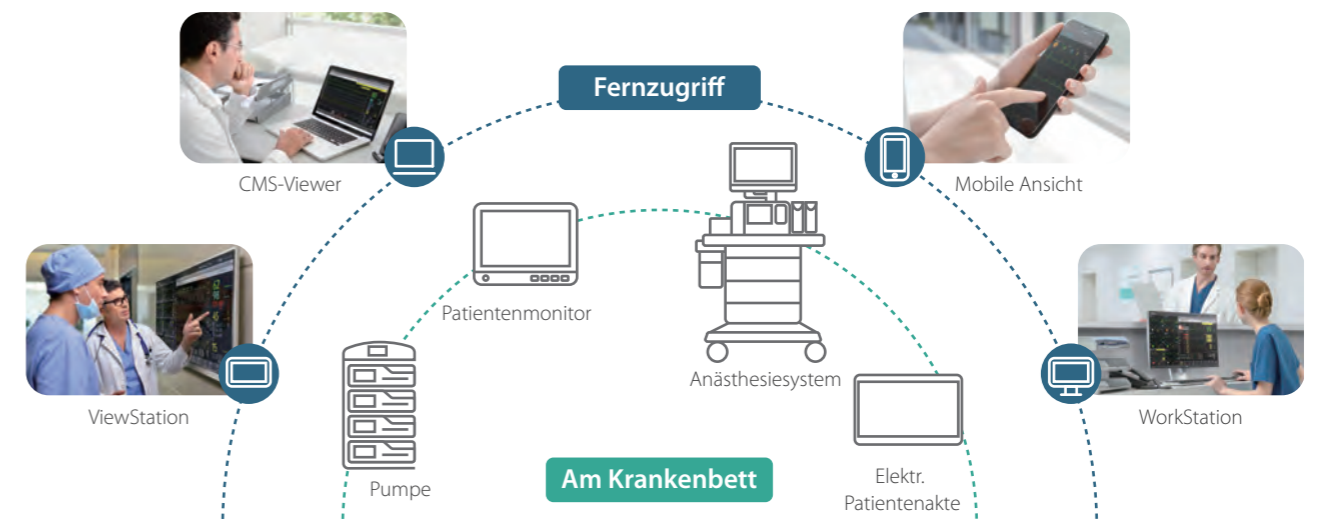 Fernzugriff
CMS-Viewer
Mobile Ansicht
Patientenmonitor
ViewStation
Anästhesiesystem
WorkStation
Pumpe
Am Krankenbett
Elektr.
Patientenakte